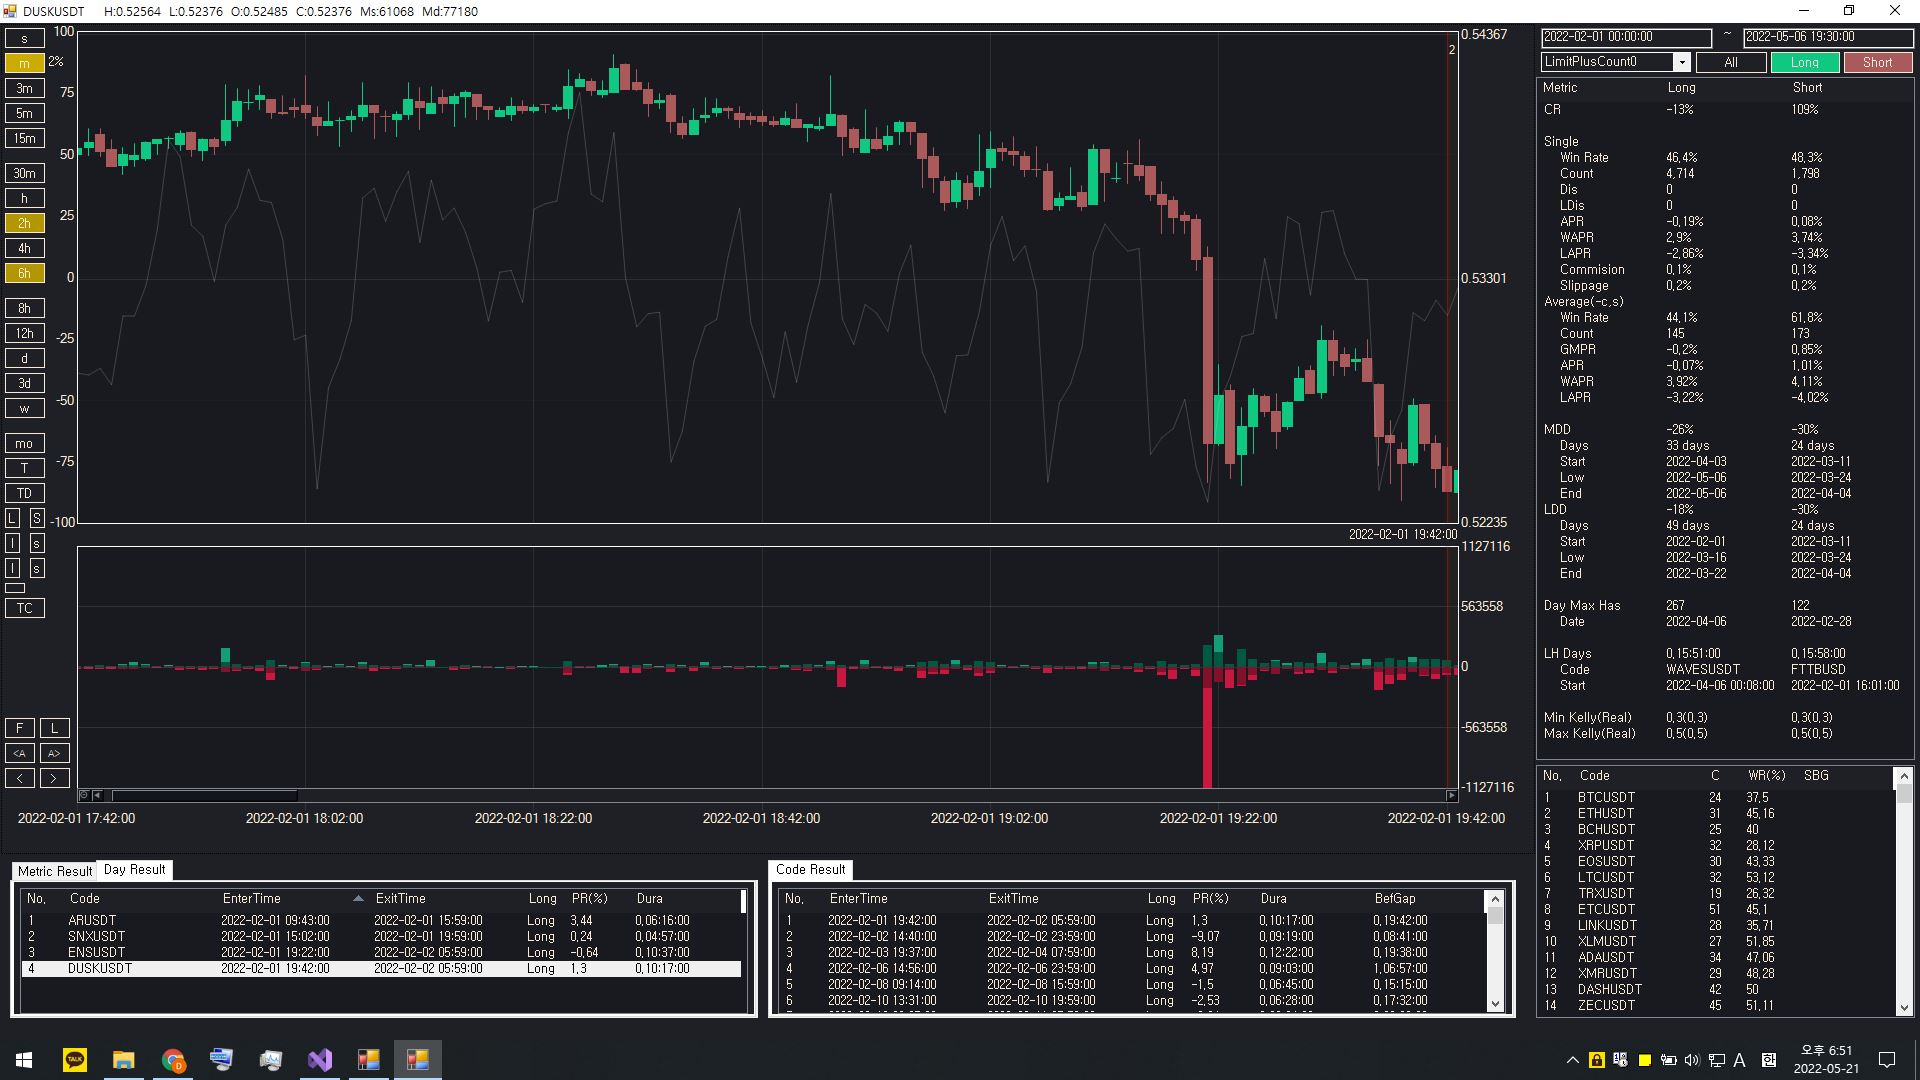 DUSKUSDT H:0.52564 L:0.52376 O:0.52485 C:0.52376 Ms:61068 Md:77180
s
m
3m
5m
15m
30m
h
2h
4h
6h
8h
12h
d
3d
w
mo
T
TD
L S
l s
l s
TC
F L
<A A>
< >
2%
100
75
50
25
0
-25
-50
-75
-100
2
0.54367
0.53301
0.52235
2022-02-01 19:42:00
1127116
563558
0
-563558
-1127116
2022-02-01 17:42:00 2022-02-01 18:02:00 2022-02-01 18:22:00 2022-02-01 18:42:00 2022-02-01 19:02:00 2022-02-01 19:22:00 2022-02-01 19:42:00
2022-02-01 00:00:00 ~ 2022-05-06 19:30:00
LimitPlusCount0 All Long Short
Metric Long Short
CR -13% 109%
Single
Win Rate 46,4% 48,3%
Count 4,714 1,798
Dis 0 0
LDis 0 0
APR -0,19% 0,08%
WAPR 2,9% 3,74%
LAPR -2,86% -3,34%
Commision 0,1% 0,1%
Slippage 0,2% 0,2%
Average(-c,s)
Win Rate 44,1% 61,8%
Count 145 173
GMPR -0,2% 0,85%
APR -0,07% 1,01%
WAPR 3,92% 4,11%
LAPR -3,22% -4,02%
MDD -26% -30%
Days 33 days 24 days
Start 2022-04-03 2022-03-11
Low 2022-05-06 2022-03-24
End 2022-05-06 2022-04-04
LDD -18% -30%
Days 49 days 24 days
Start 2022-02-01 2022-03-11
Low 2022-03-16 2022-03-24
End 2022-03-22 2022-04-04
Day Max Has 267 122
Date 2022-04-06 2022-02-28
LH Days 0,15:51:00 0,15:58:00
Code WAVESUSDT FTTBUSD
Start 2022-04-06 00:08:00 2022-02-01 16:01:00
Min Kelly(Real) 0,3(0,3) 0,3(0,3)
Max Kelly(Real) 0,5(0,5) 0,5(0,5)
No, Code C WR(%) SBG
1 BTCUSDT 24 37,5
2 ETHUSDT 31 45,16
3 BCHUSDT 25 40
4 XRPUSDT 32 28,12
5 EOSUSDT 30 43,33
6 LTCUSDT 32 53,12
7 TRXUSDT 19 26,32
8 ETCUSDT 51 45,1
9 LINKUSDT 28 35,71
10 XLMUSDT 27 51,85
11 ADAUSDT 34 47,06
12 XMRUSDT 29 48,28
13 DASHUSDT 42 50
14 ZECUSDT 45 51,11
Metric Result Day Result
No, Code EnterTime ExitTime Long PR(%) Dura
1 ARUSDT 2022-02-01 09:43:00 2022-02-01 15:59:00 Long 3,44 0,06:16:00
2 SNXUSDT 2022-02-01 15:02:00 2022-02-01 19:59:00 Long 0,24 0,04:57:00
3 ENSUSDT 2022-02-01 19:22:00 2022-02-02 05:59:00 Long -0,64 0,10:37:00
4 DUSKUSDT 2022-02-01 19:42:00 2022-02-02 05:59:00 Long 1,3 0,10:17:00
Code Result
No, EnterTime ExitTime Long PR(%) Dura BefGap
1 2022-02-01 19:42:00 2022-02-02 05:59:00 Long 1,3 0,10:17:00 0,19:42:00
2 2022-02-02 14:40:00 2022-02-02 23:59:00 Long -9,07 0,09:19:00 0,08:41:00
3 2022-02-03 19:37:00 2022-02-04 07:59:00 Long 8,19 0,12:22:00 0,19:38:00
4 2022-02-06 14:56:00 2022-02-06 23:59:00 Long 4,97 0,09:03:00 1,06:57:00
5 2022-02-08 09:14:00 2022-02-08 15:59:00 Long -1,5 0,06:45:00 0,15:15:00
6 2022-02-10 13:31:00 2022-02-10 19:59:00 Long -2,53 0,06:28:00 0,17:32:00
TALK
D
A
오후 6:51
2022-05-21